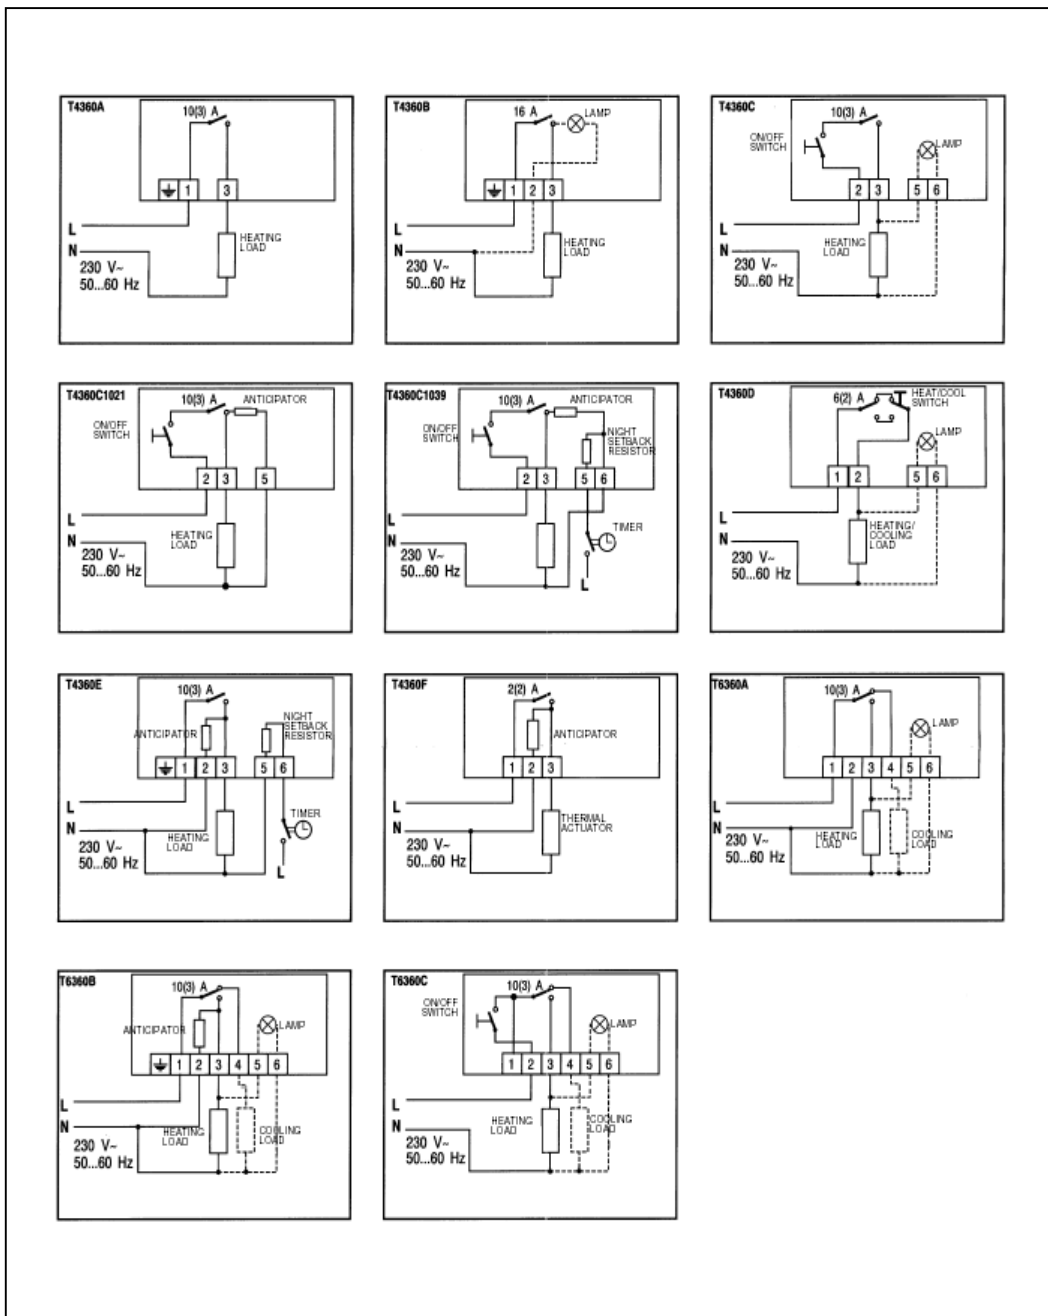 T4360A
10(3) A
1 3
L
N
HEATING
LOAD
230 V~
50...60 Hz
T4360B
16 A
LAMP
1 2 3
L
N
HEATING
LOAD
230 V~
50...60 Hz
T4360C
10(3) A
ON/OFF
SWITCH
LAMP
2 3 5 6
L
N
HEATING
LOAD
230 V~
50...60 Hz
T4360C1021
10(3) A
ANTICIPATOR
ON/OFF
SWITCH
2 3 5
L
N
HEATING
LOAD
230 V~
50...60 Hz
T4360C1039
10(3) A
ANTICIPATOR
ON/OFF
SWITCH
NIGHT
SETBACK
RESISTOR
2 3 5 6
L
N
TIMER
230 V~
50...60 Hz
L
T4360D
6(2) A
HEAT/COOL
SWITCH
LAMP
1 2 5 6
L
N
HEATING/
COOLING
LOAD
230 V~
50...60 Hz
T4360E
10(3) A
ANTICIPATOR
NIGHT
SETBACK
RESISTOR
1 2 3 5 6
L
N
TIMER
HEATING
LOAD
230 V~
50...60 Hz
L
T4360F
2(2) A
ANTICIPATOR
1 2 3
L
N
THERMAL
ACTUATOR
230 V~
50...60 Hz
T6360A
10(3) A
LAMP
1 2 3 4 5 6
L
N
HEATING
LOAD
COOLING
LOAD
230 V~
50...60 Hz
T6360B
10(3) A
ANTICIPATOR
LAMP
1 2 3 4 5 6
L
N
HEATING
LOAD
COOLING
LOAD
230 V~
50...60 Hz
T6360C
10(3) A
ON/OFF
SWITCH
LAMP
1 2 3 4 5 6
L
N
HEATING
LOAD
COOLING
LOAD
230 V~
50...60 Hz